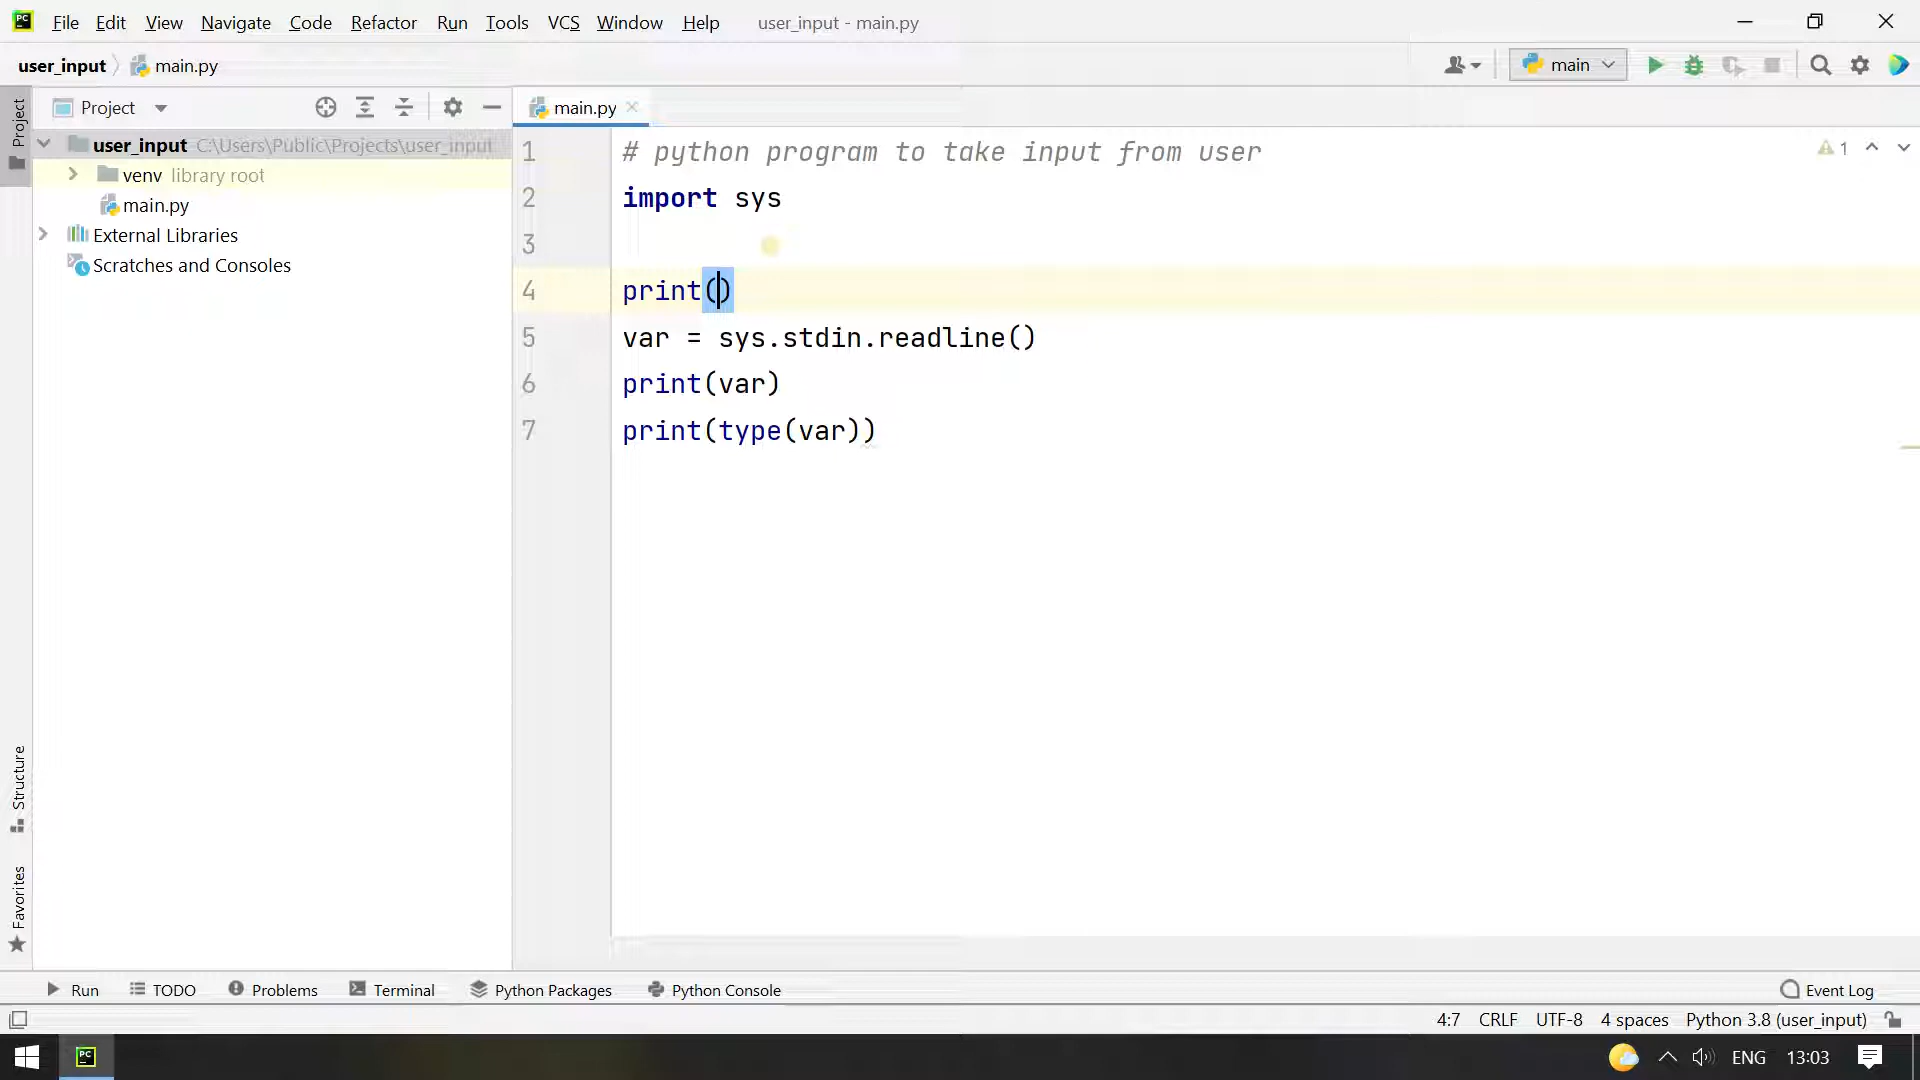 PC File Edit View Navigate Code Refactor Run Tools VCS Window Help user_input - main.py
user_input main.py main
Project main.py
Project
user_input C:\Users\Public\Projects\user_input
venv library root
main.py
External Libraries
Scratches and Consoles
1 # python program to take input from user
2 import sys
3
4 print()
5 var = sys.stdin.readline()
6 print(var)
7 print(type(var))
1
Structure
Favorites
Run TODO Problems Terminal Python Packages Python Console Event Log
4:7 CRLF UTF-8 4 spaces Python 3.8 (user_input)
PC ENG 13:03